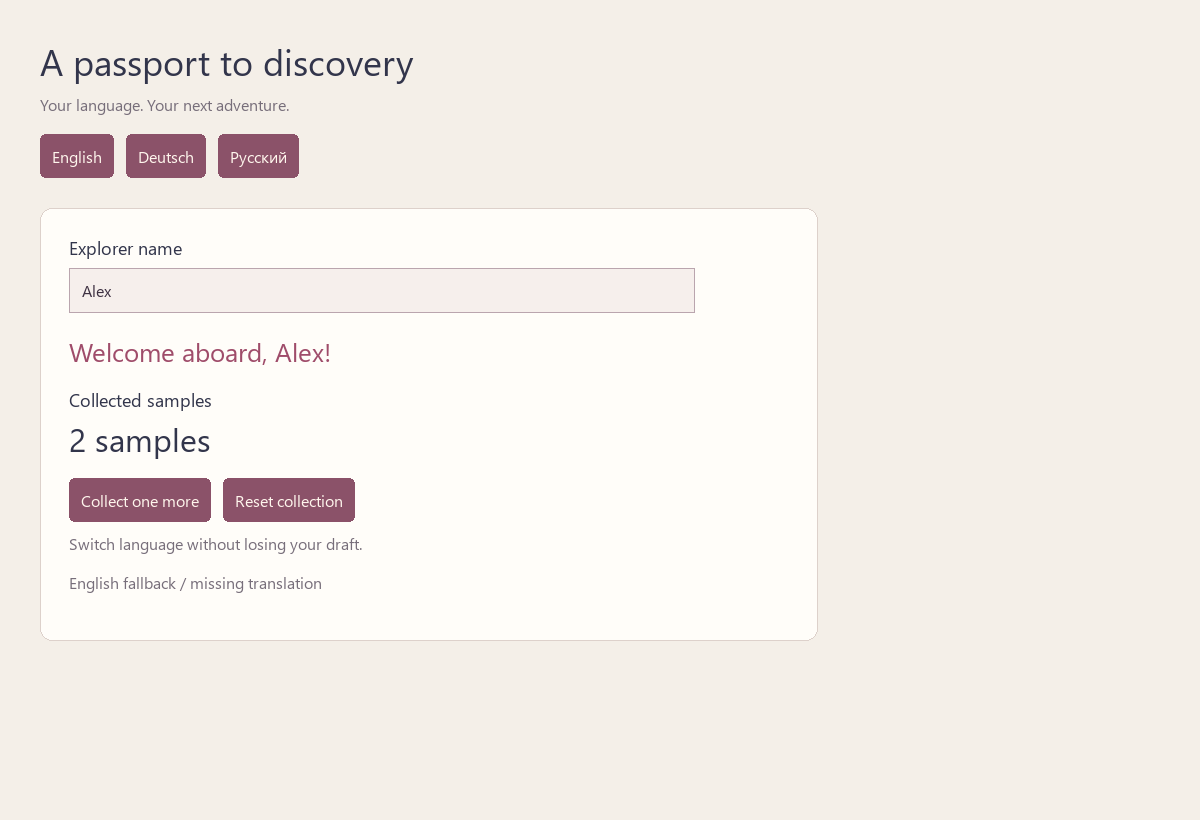 A passport to discovery
Your language. Your next adventure.
English Deutsch Русский
Explorer name
Alex
Welcome aboard, Alex!
Collected samples
2 samples
Collect one more Reset collection
Switch language without losing your draft.
English fallback / missing translation